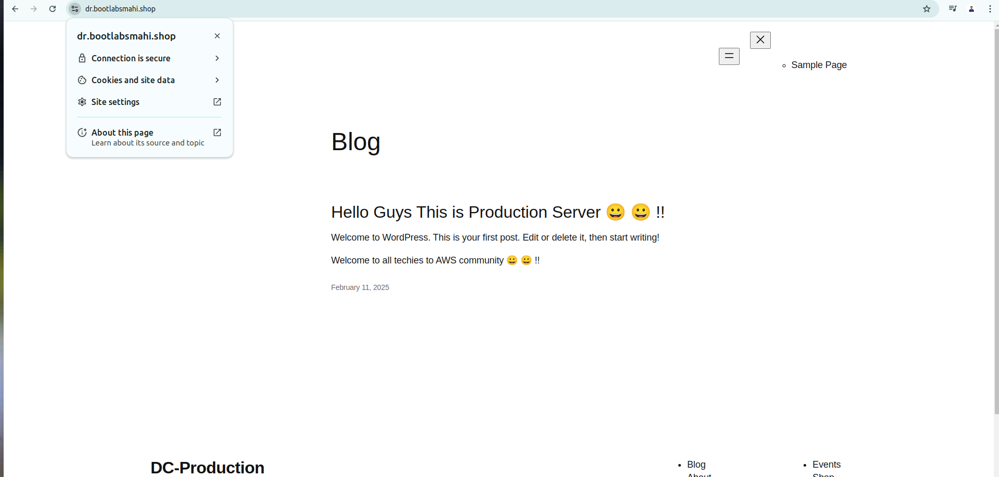 dr.bootlabsmahi.shop
dr.bootlabsmahi.shop
Connection is secure
Cookies and site data
Site settings
About this page
Learn about its source and topic
Sample Page
Blog
Hello Guys This is Production Server 😀 😀 !!
Welcome to WordPress. This is your first post. Edit or delete it, then start writing!
Welcome to all techies to AWS community 😀 😀 !!
February 11, 2025
DC-Production
Blog
About
Events
Shop